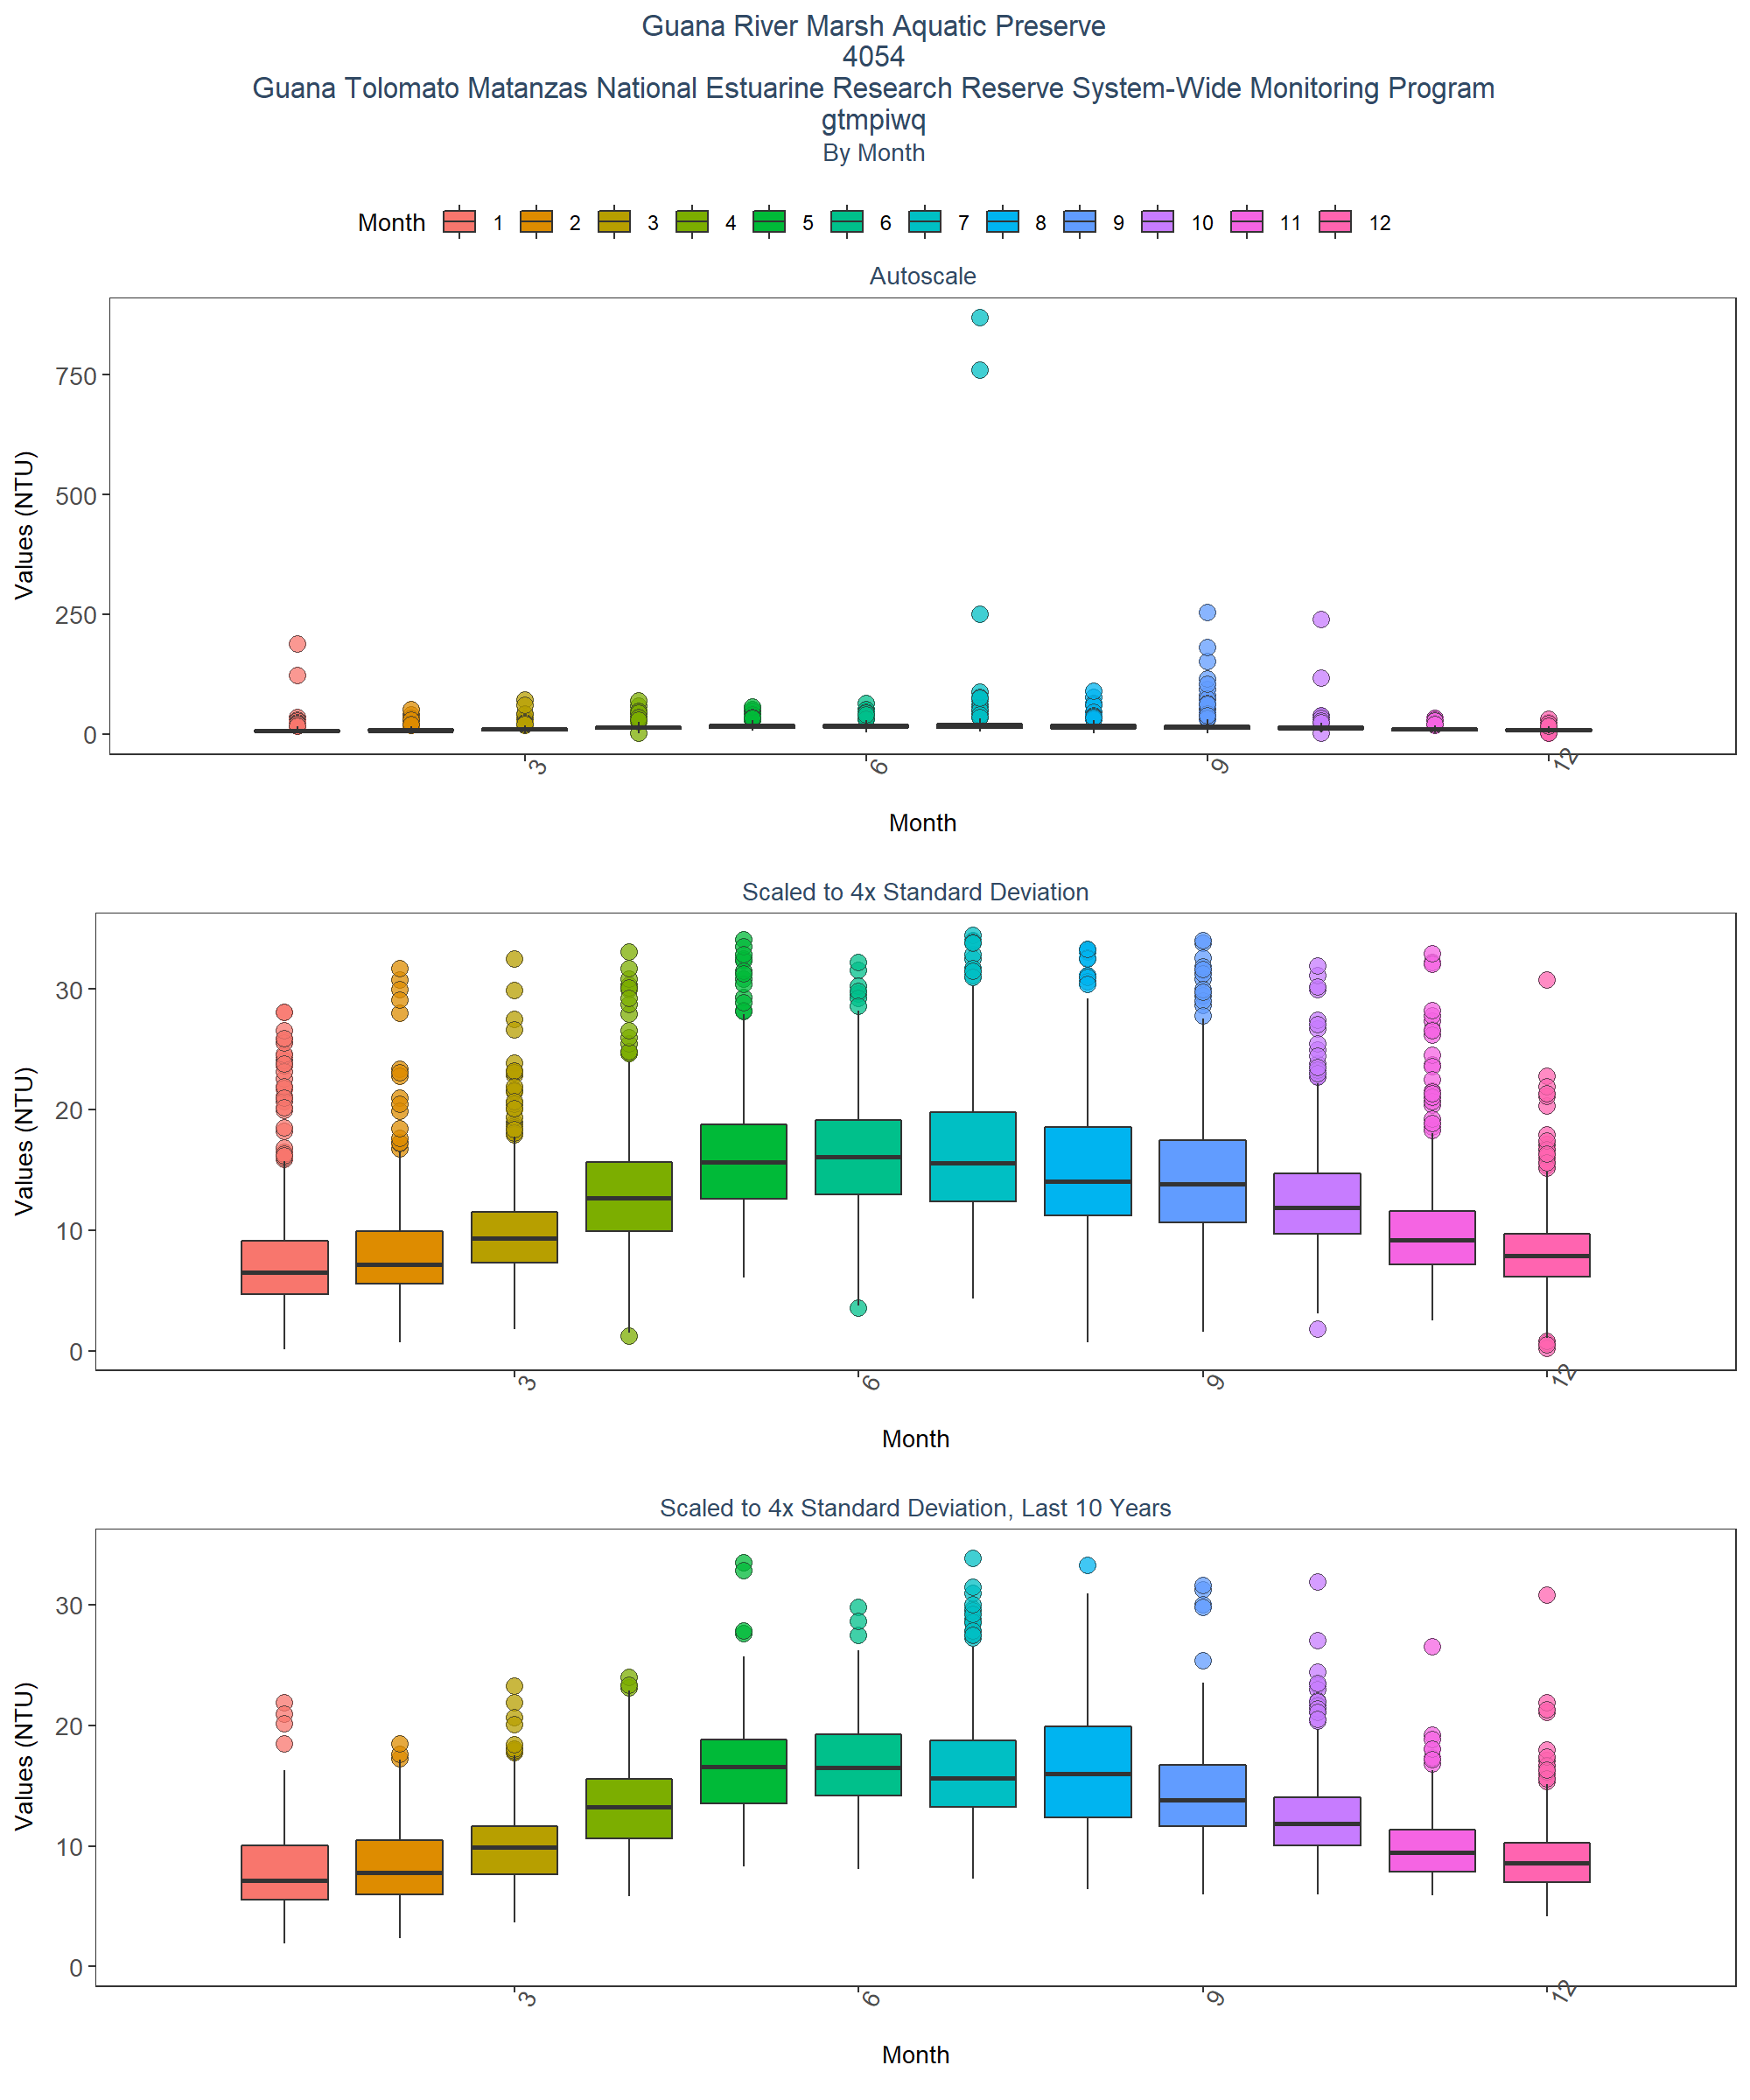 Guana River Marsh Aquatic Preserve
4054
Guana Tolomato Matanzas National Estuarine Research Reserve System-Wide Monitoring Program
gtmpiwq
By Month
Month 1 2 3 4 5 6 7 8 9 10 11 12
Autoscale
Values (NTU)
750
500
250
0
3 6 9 12
Month
Scaled to 4x Standard Deviation
Values (NTU)
30
20
10
0
3 6 9 12
Month
Scaled to 4x Standard Deviation, Last 10 Years
Values (NTU)
30
20
10
0
3 6 9 12
Month